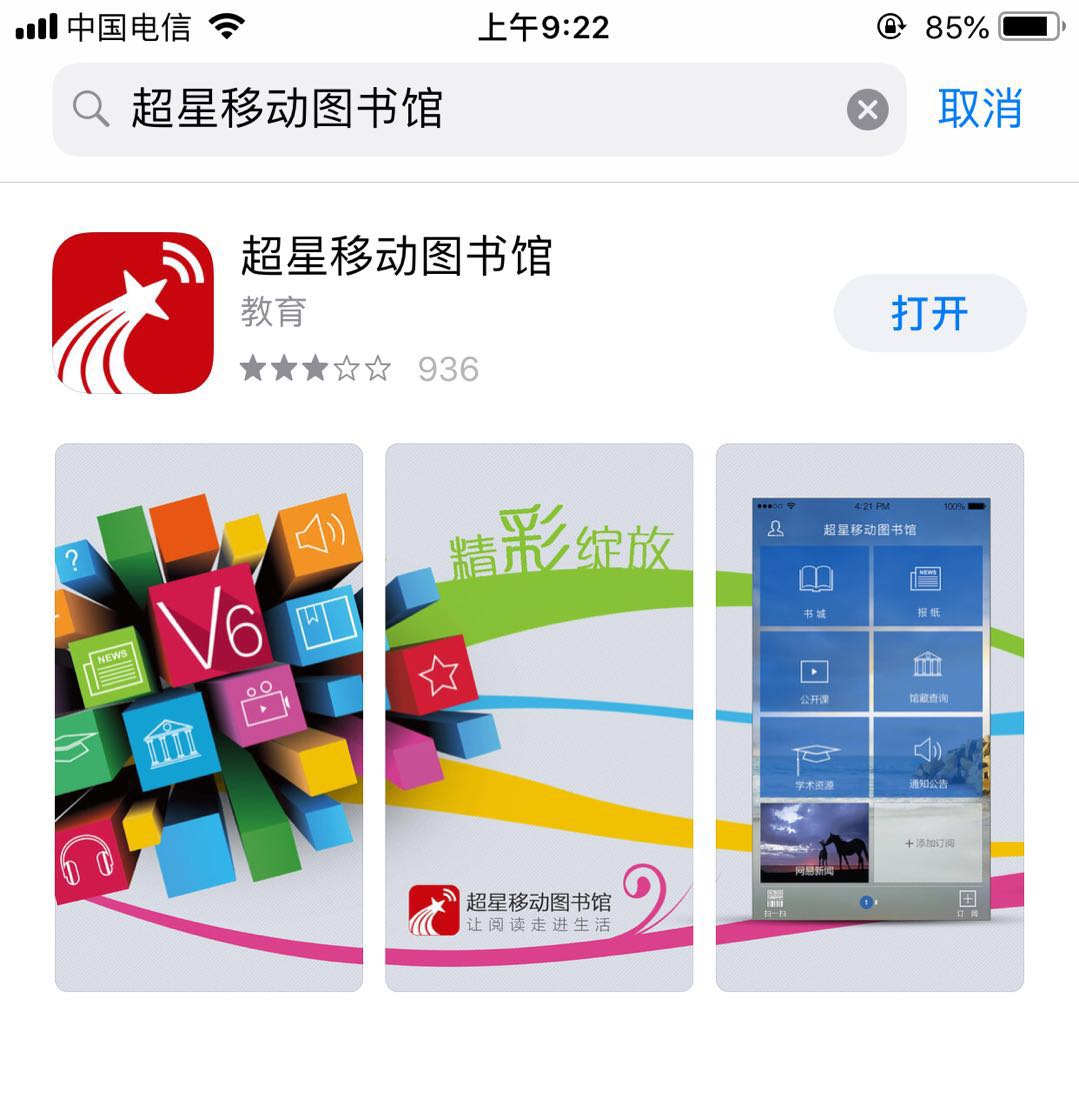 中国电信 上午9:22 85%
超星移动图书馆 取消
超星移动图书馆
教育
936
打开
?
V6
NEWS
精彩绽放
超星移动图书馆
让阅读走进生活
4:21 PM 100%
超星移动图书馆
NEWS
书城 报纸
公开课 馆藏查询
学术资源 通知公告
网易新闻 +添加订阅
扫一扫 1 订 阅